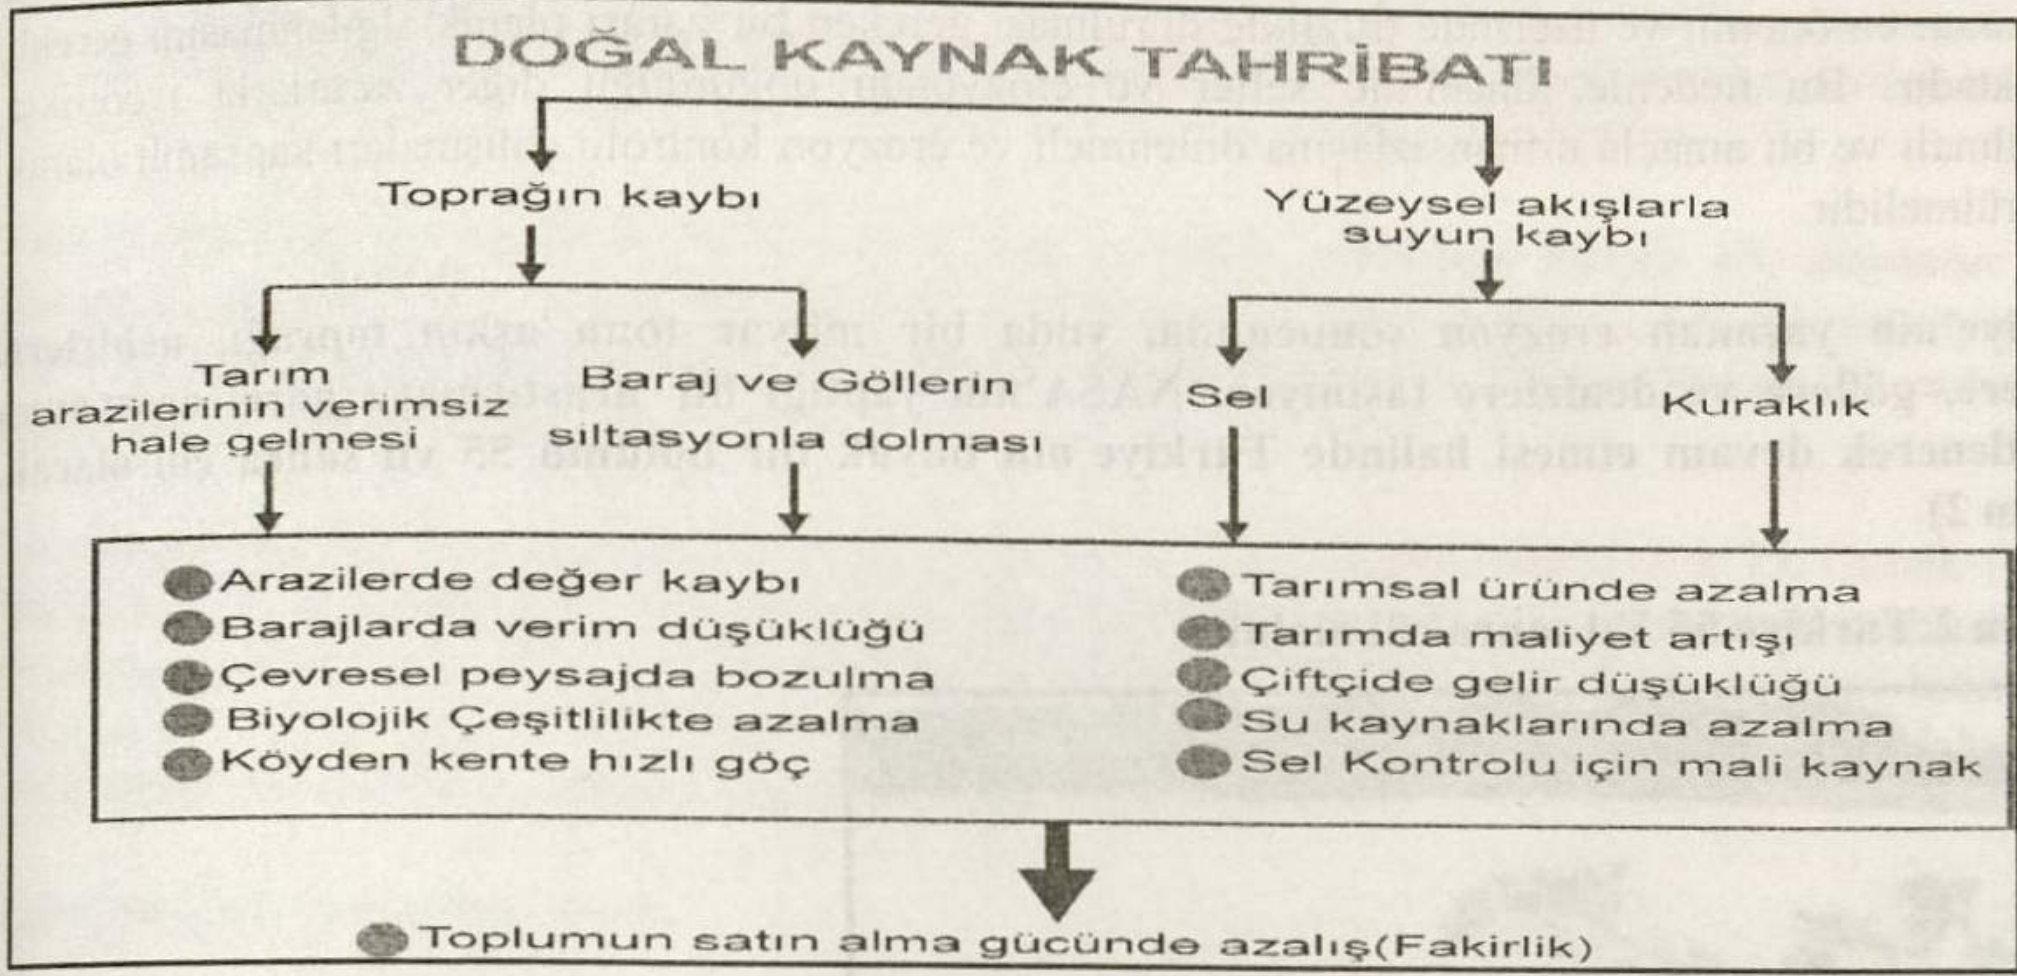 DOĞAL KAYNAK TAHRİBATI
Toprağın kaybı
Yüzeysel akışlarla
suyun kaybı
Tarım
arazilerinin verimsiz
hale gelmesi
Baraj ve Göllerin
siltasyonla dolması
Sel
Kuraklık
Arazilerde değer kaybı
Barajlarda verim düşüklüğü
Çevresel peysajda bozulma
Biyolojik Çeşitlilikte azalma
Köyden kente hızlı göç
Tarımsal üründe azalma
Tarımda maliyet artışı
Çiftçide gelir düşüklüğü
Su kaynaklarında azalma
Sel Kontrolu için mali kaynak
Toplumun satın alma gücünde azalış(Fakirlik)